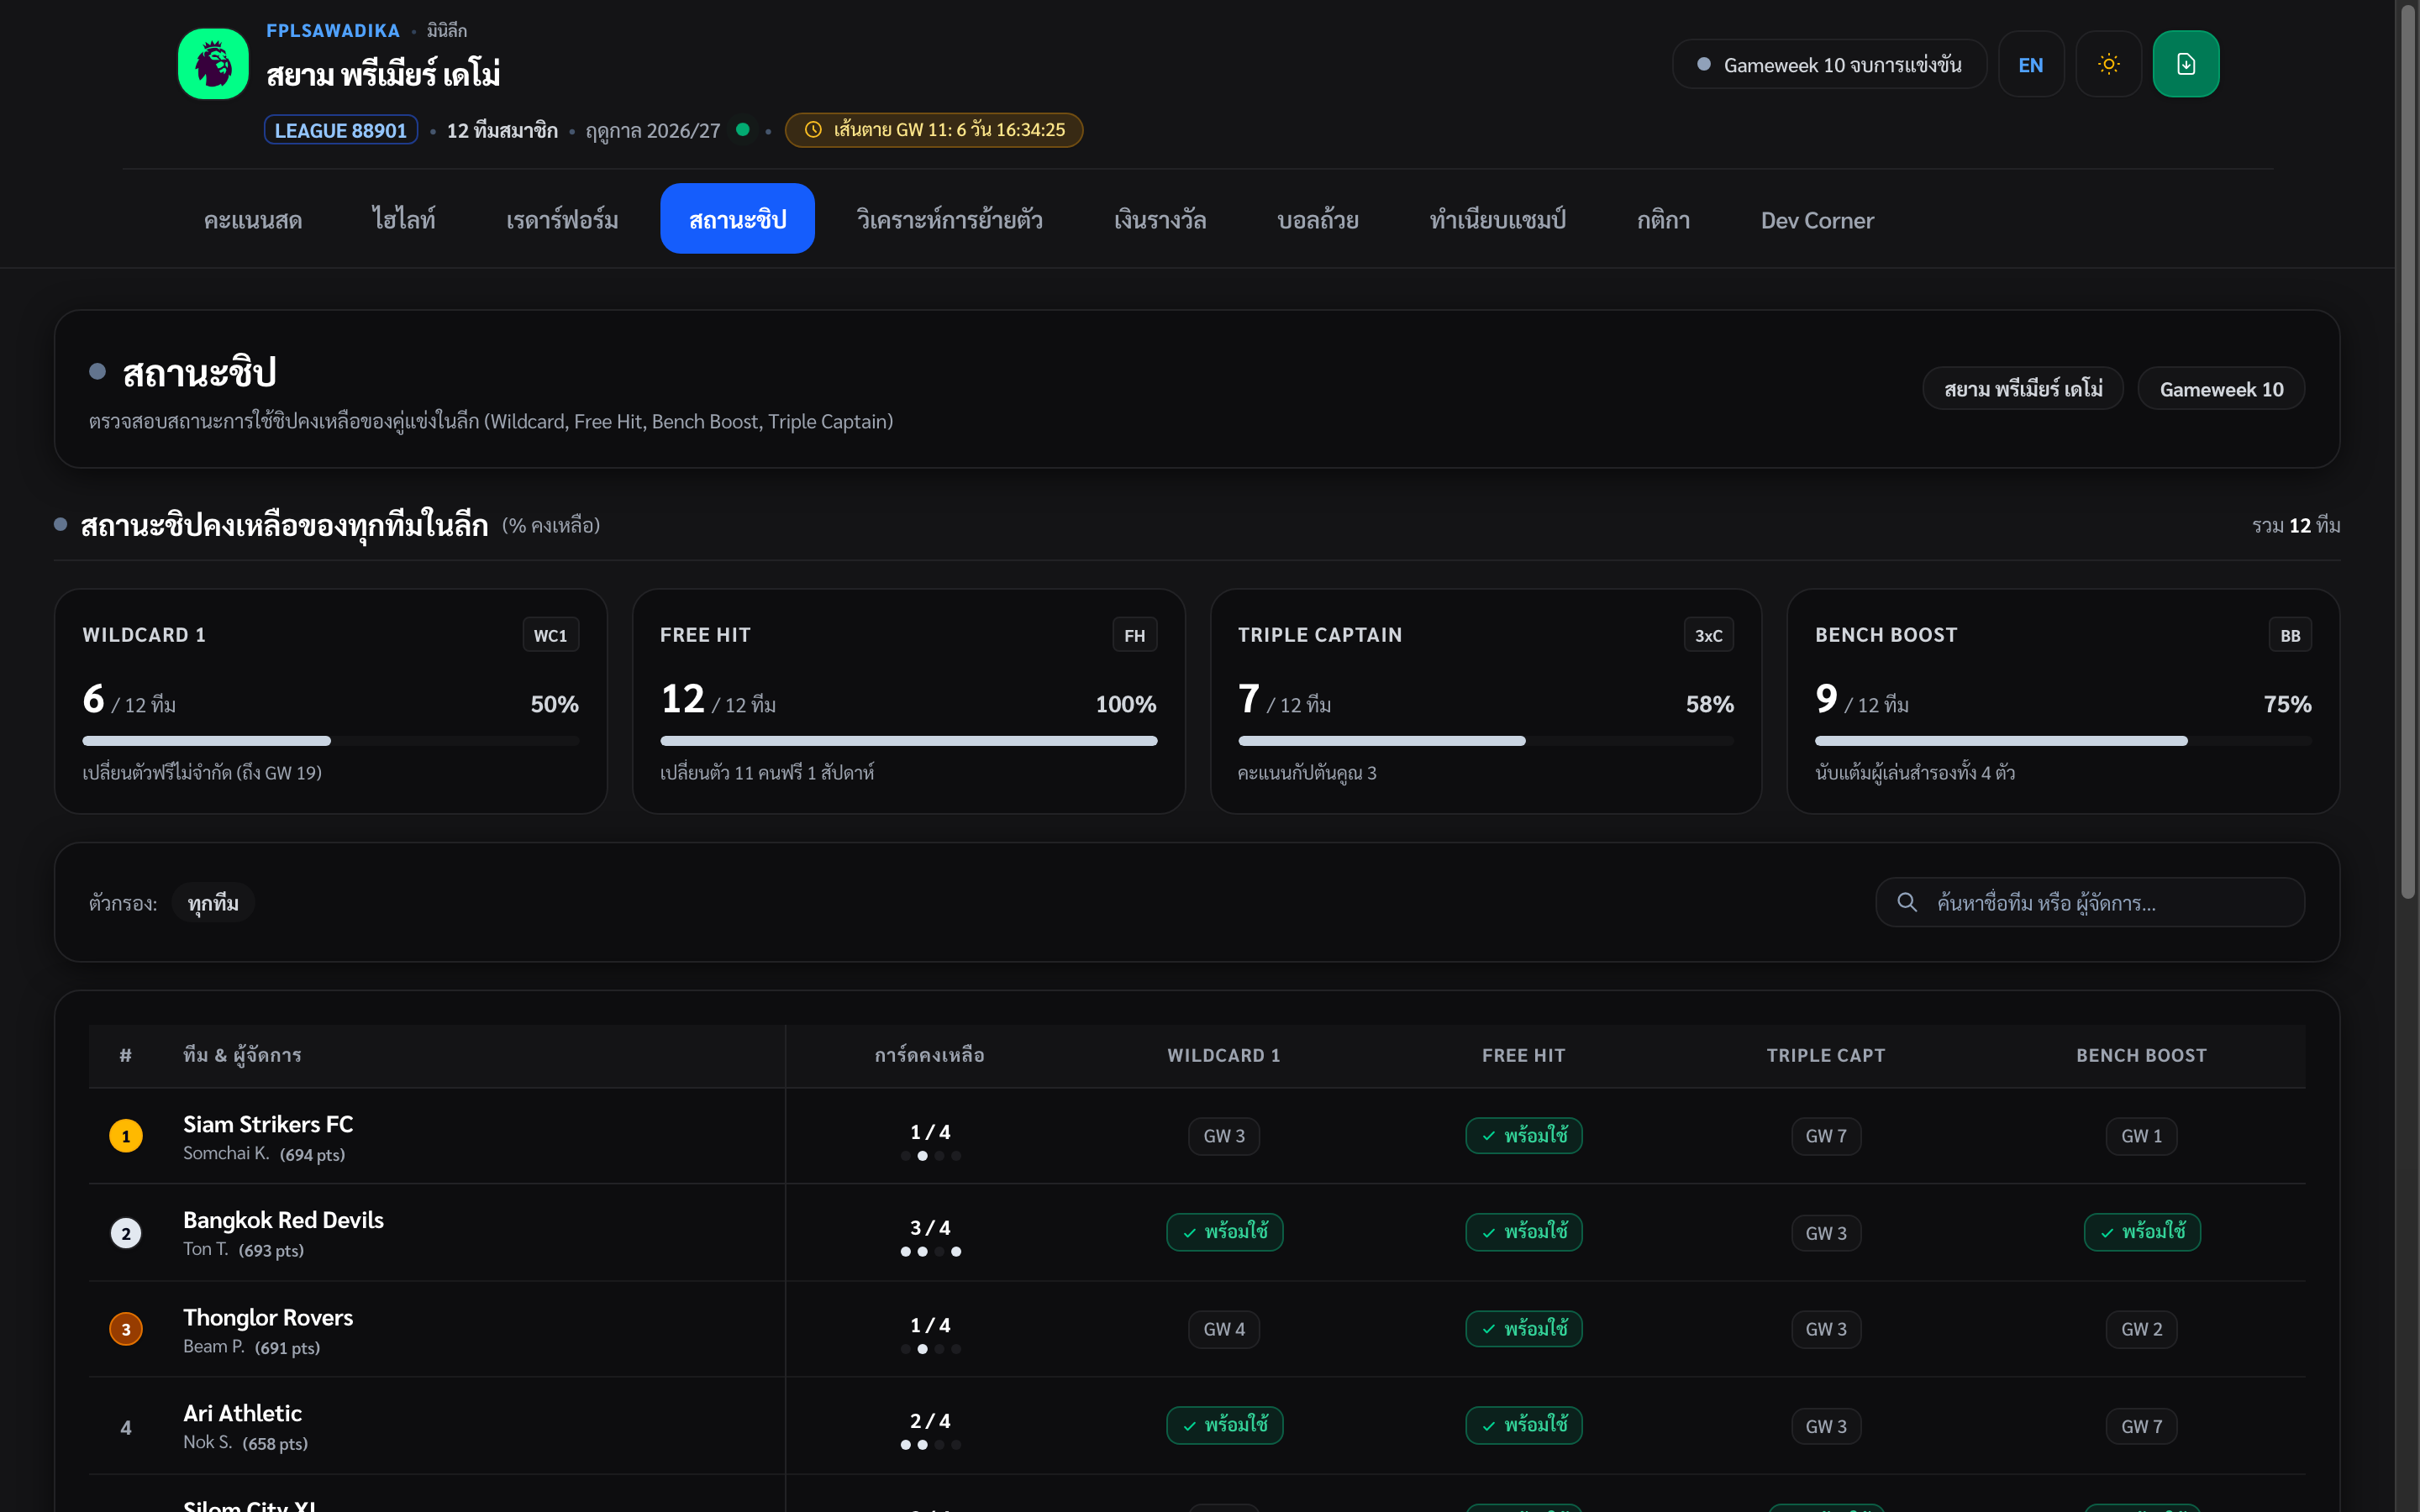 FPLSAWADIKA • มินิลีก
สยาม พรีเมียร์ เดโม่
Gameweek 10 จบการแข่งขัน
EN
LEAGUE 88901 • 12 ทีมสมาชิก • ฤดูกาล 2026/27 • เส้นตาย GW 11: 6 วัน 16:34:25
คะแนนสด ไฮไลท์ เรดาร์ฟอร์ม สถานะชิป วิเคราะห์การย้ายตัว เงินรางวัล บอลถ้วย ทำเนียบแชมป์ กติกา Dev Corner
สถานะชิป
ตรวจสอบสถานะการใช้ชิปคงเหลือของคู่แข่งในลีก (Wildcard, Free Hit, Bench Boost, Triple Captain)
สยาม พรีเมียร์ เดโม่ Gameweek 10
สถานะชิปคงเหลือของทุกทีมในลีก (% คงเหลือ)
รวม 12 ทีม
WILDCARD 1 WC1
6 / 12 ทีม 50%
เปลี่ยนตัวฟรีไม่จำกัด (ถึง GW 19)
FREE HIT FH
12 / 12 ทีม 100%
เปลี่ยนตัว 11 คนฟรี 1 สัปดาห์
TRIPLE CAPTAIN 3xC
7 / 12 ทีม 58%
คะแนนกัปตันคูณ 3
BENCH BOOST BB
9 / 12 ทีม 75%
นับแต้มผู้เล่นสำรองทั้ง 4 ตัว
ตัวกรอง: ทุกทีม
ค้นหาชื่อทีม หรือ ผู้จัดการ...
# ทีม & ผู้จัดการ การ์ดคงเหลือ WILDCARD 1 FREE HIT TRIPLE CAPT BENCH BOOST
1 Siam Strikers FC 1 / 4 GW 3 พร้อมใช้ GW 7 GW 1
Somchai K. (694 pts)
2 Bangkok Red Devils 3 / 4 พร้อมใช้ พร้อมใช้ GW 3 พร้อมใช้
Ton T. (693 pts)
3 Thonglor Rovers 1 / 4 GW 4 พร้อมใช้ GW 3 GW 2
Beam P. (691 pts)
4 Ari Athletic 2 / 4 พร้อมใช้ พร้อมใช้ GW 3 GW 7
Nok S. (658 pts)
Silom City XI